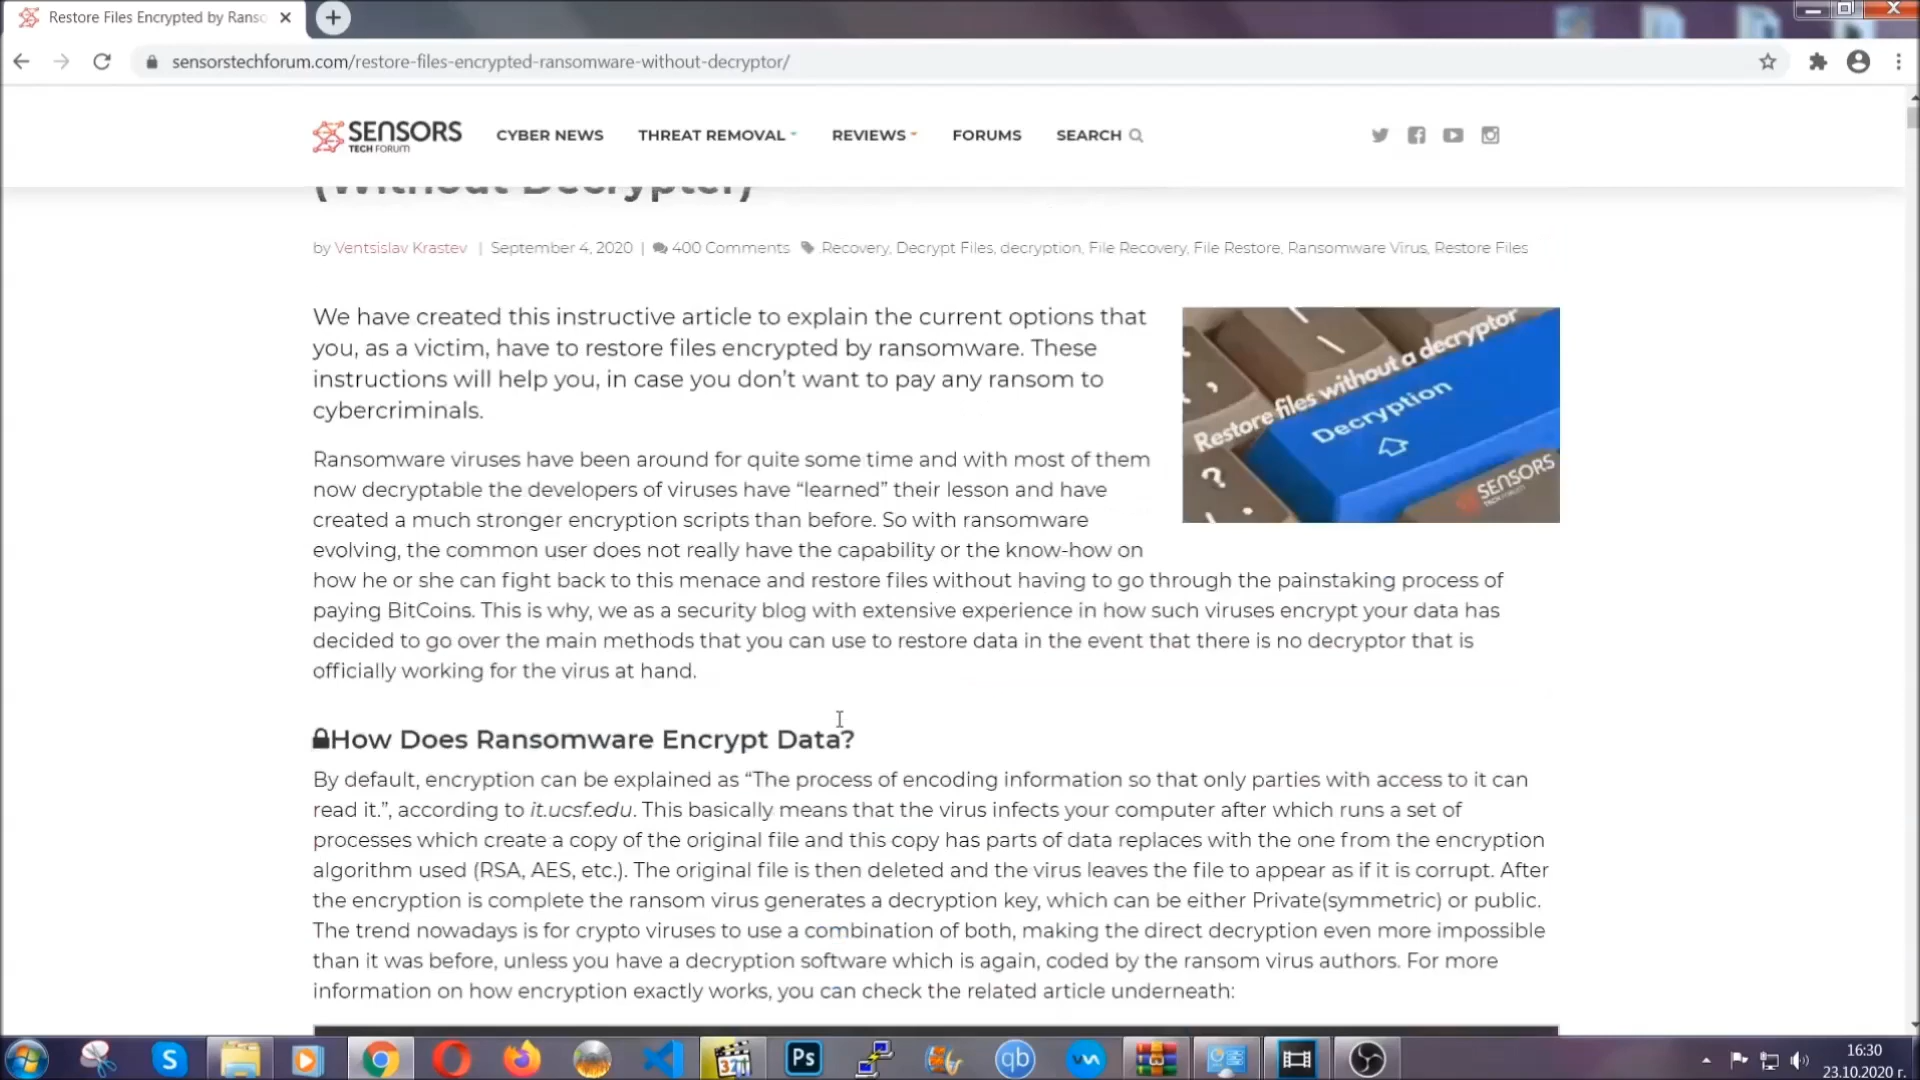 Restore Files Encrypted by Ranso
sensorstechforum.com/restore-files-encrypted-ransomware-without-decryptor/
SENSORS
TECH FORUM
CYBER NEWS
THREAT REMOVAL
REVIEWS
FORUMS
SEARCH
(Without Decrypter)
by Ventsislav Krastev | September 4, 2020 | 400 Comments Recovery, Decrypt Files, decryption, File Recovery, File Restore, Ransomware Virus, Restore Files
We have created this instructive article to explain the current options that
you, as a victim, have to restore files encrypted by ransomware. These
instructions will help you, in case you don’t want to pay any ransom to
cybercriminals.
Restore files without a decryptor
Decryption
SENSORS
Ransomware viruses have been around for quite some time and with most of them
now decryptable the developers of viruses have “learned” their lesson and have
created a much stronger encryption scripts than before. So with ransomware
evolving, the common user does not really have the capability or the know-how on
how he or she can fight back to this menace and restore files without having to go through the painstaking process of
paying BitCoins. This is why, we as a security blog with extensive experience in how such viruses encrypt your data has
decided to go over the main methods that you can use to restore data in the event that there is no decryptor that is
officially working for the virus at hand.
How Does Ransomware Encrypt Data?
By default, encryption can be explained as “The process of encoding information so that only parties with access to it can
read it.”, according to it.ucsf.edu. This basically means that the virus infects your computer after which runs a set of
processes which create a copy of the original file and this copy has parts of data replaces with the one from the encryption
algorithm used (RSA, AES, etc.). The original file is then deleted and the virus leaves the file to appear as if it is corrupt. After
the encryption is complete the ransom virus generates a decryption key, which can be either Private(symmetric) or public.
The trend nowadays is for crypto viruses to use a combination of both, making the direct decryption even more impossible
than it was before, unless you have a decryption software which is again, coded by the ransom virus authors. For more
information on how encryption exactly works, you can check the related article underneath:
S
Ps
qb
16:30
23.10.2020 г.